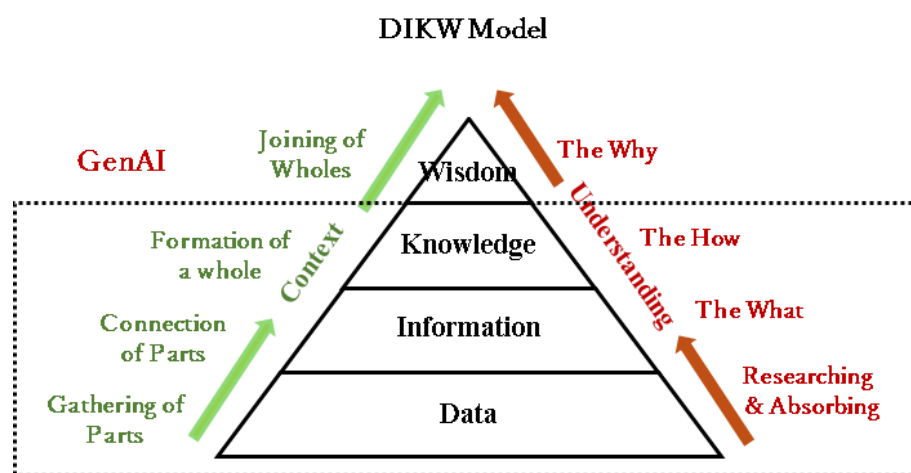 DIKW Model
Joining of
Wholes
The Why
GenAI
Wisdom
Understanding
Context
Formation of
a whole
Knowledge
The How
Connection
of Parts
Information
The What
Gathering of
Parts
Data
Researching
& Absorbing